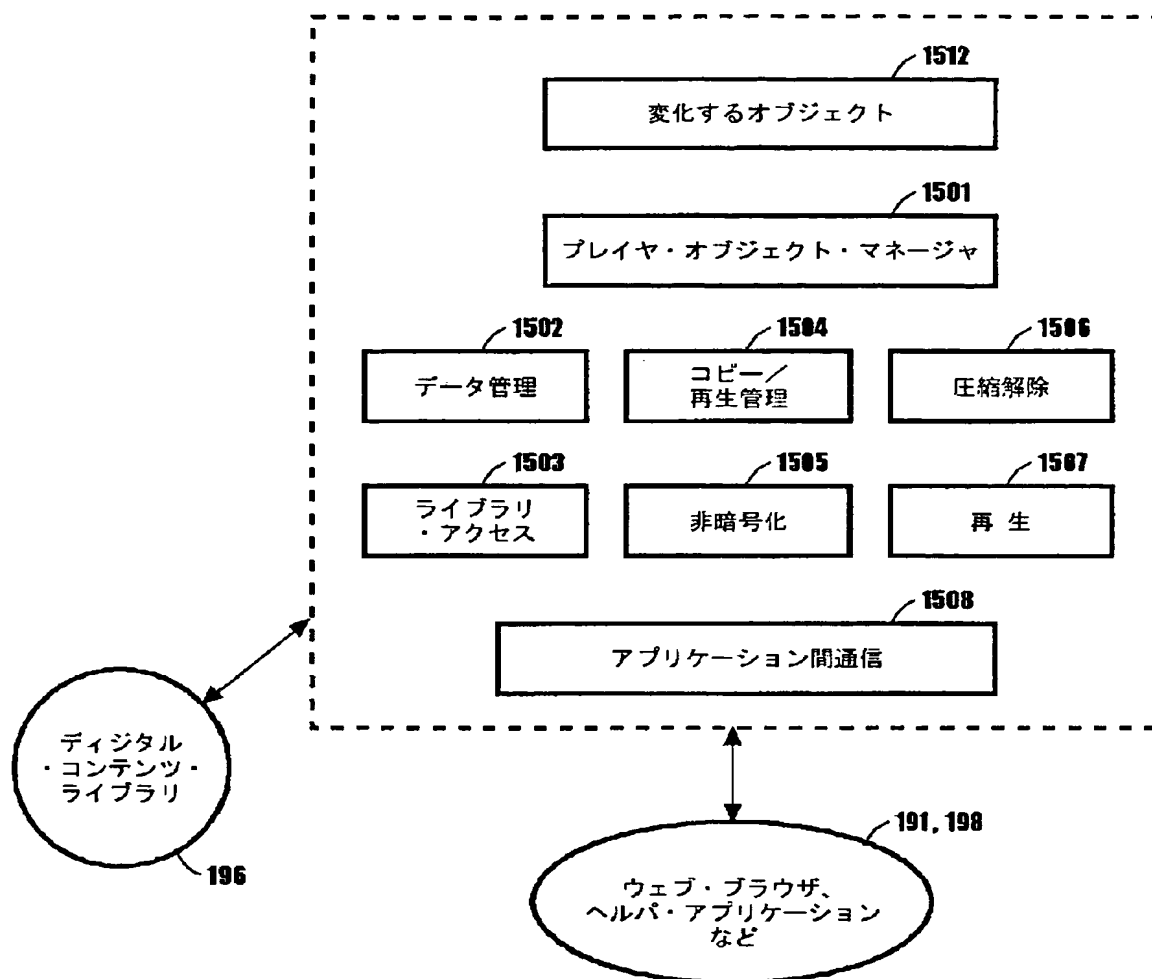 1512
変化するオブジェクト
1501
プレイヤ・オブジェクト・マネージャ
1502
1504
1506
データ管理
コピー／
再生管理
圧縮解除
1503
1505
1507
ライブラリ
・アクセス
非暗号化
再 生
1508
アプリケーション間通信
ディジタル
・コンテンツ・
ライブラリ
196
191, 198
ウェブ・ブラウザ、
ヘルパ・アプリケーション
など